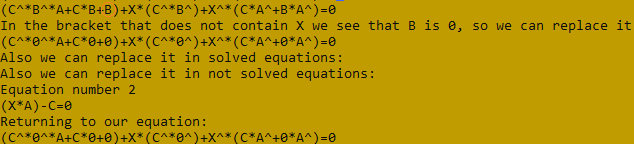 (C^*B^*A+C*B+B)+X*(C^*B^)+X^*(C*A^+B*A^)=0
In the bracket that does not contain X we see that B is 0, so we can replace it
(C^*0^*A+C*0+0)+X*(C^*0^)+X^*(C*A^+0*A^)=0
Also we can replace it in solved equations:
Also we can replace it in not solved equations:
Equation number 2
(X*A)-C=0
Returning to our equation:
(C^*0^*A+C*0+0)+X*(C^*0^)+X^*(C*A^+0*A^)=0